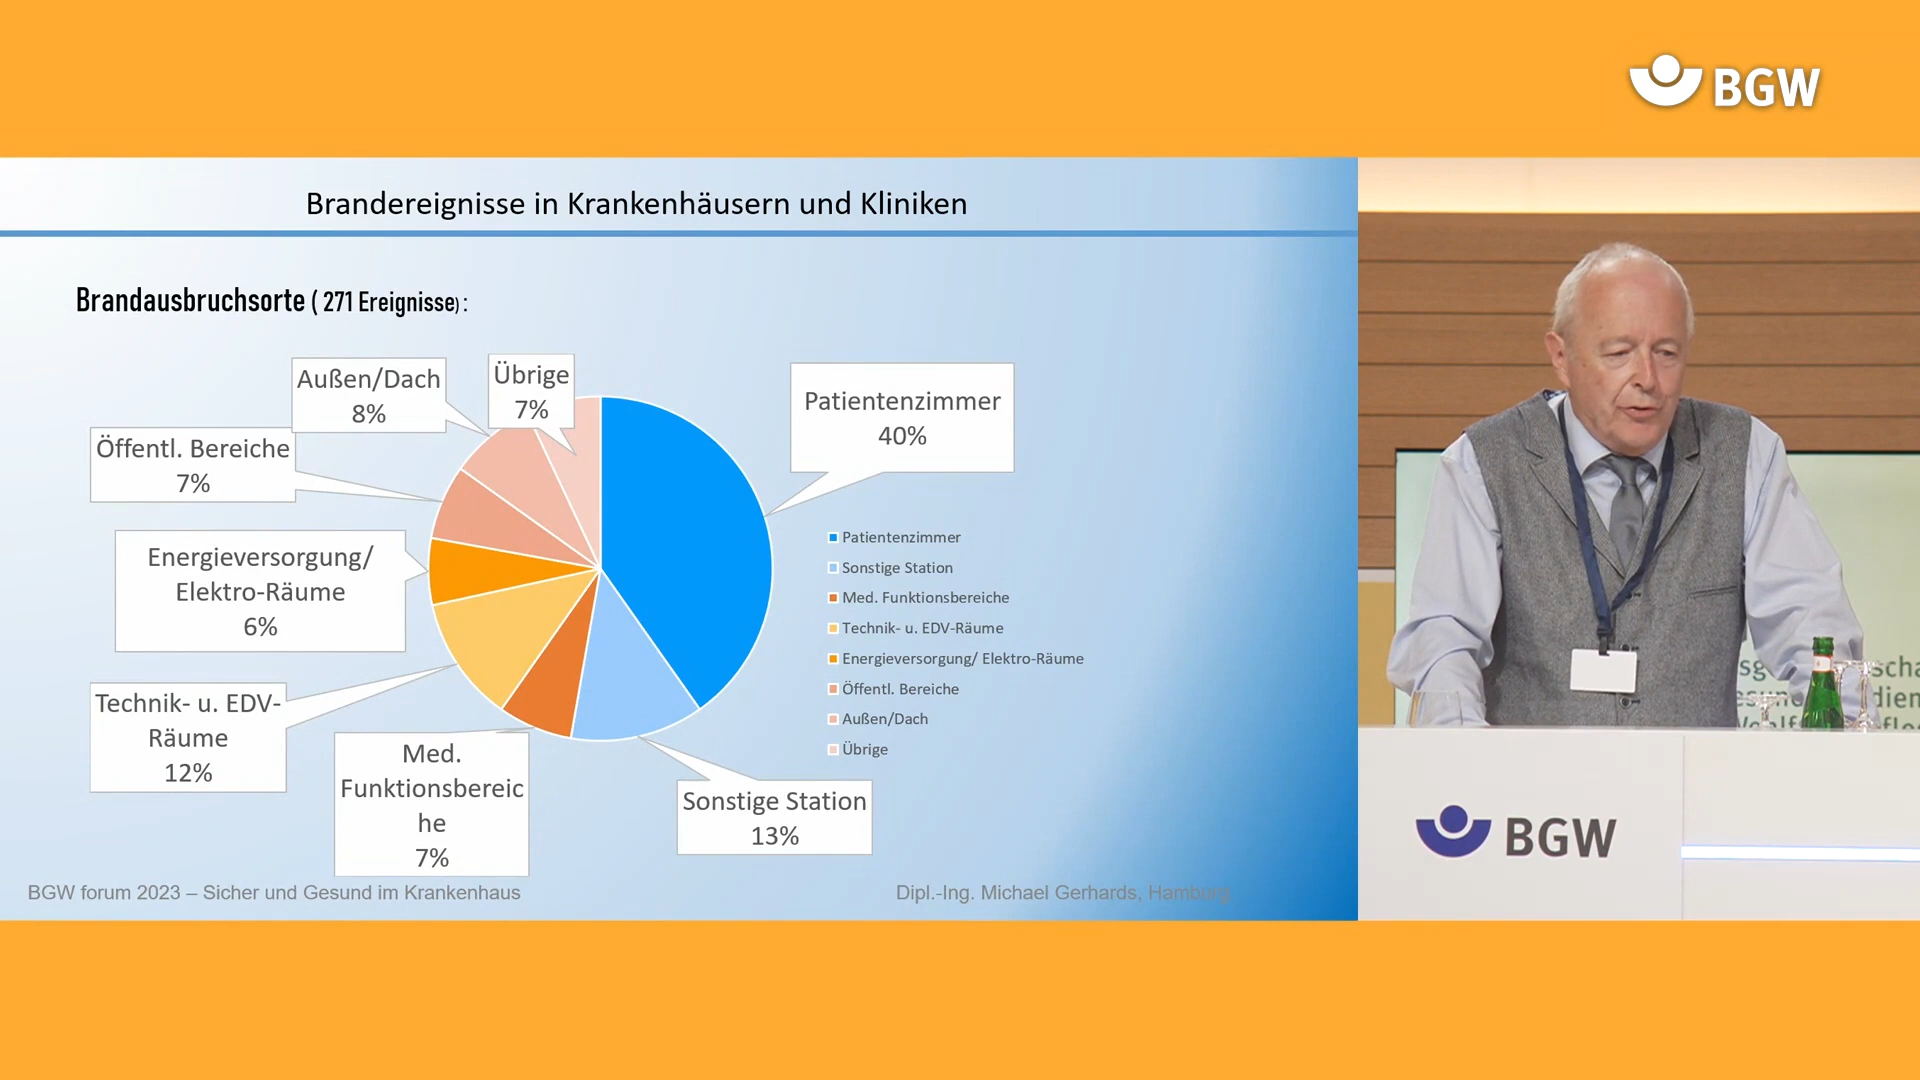 BGW
Brandereignisse in Krankenhäusern und Kliniken
Brandausbruchsorte ( 271 Ereignisse) :
Außen/Dach
8%
Übrige
7%
Patientenzimmer
40%
Öffentl. Bereiche
7%
Energieversorgung/
Elektro-Räume
6%
Technik- u. EDV-
Räume
12%
Med.
Funktionsbereic
he
7%
Sonstige Station
13%
Patientenzimmer
Sonstige Station
Med. Funktionsbereiche
Technik- u. EDV-Räume
Energieversorgung/ Elektro-Räume
Öffentl. Bereiche
Außen/Dach
Übrige
BGW forum 2023 – Sicher und Gesund im Krankenhaus
Dipl.-Ing. Michael Gerhards, Hamburg
BGW